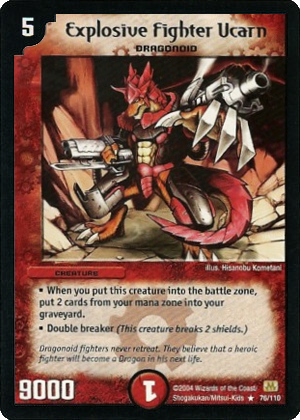 5
Explosive Fighter Ucarn
DRAGONOID
illus. Hisanobu Kometani
CREATURE
• When you put this creature into the battle zone,
put 2 cards from your mana zone into your
graveyard.
• Double breaker (This creature breaks 2 shields.)
Dragonoid fighters never retreat. They believe that a heroic
fighter will become a Dragon in his next life.
9000
1
©2004 Wizards of the Coast/
Shogakukan/Mitsui-Kids ★ 76/110